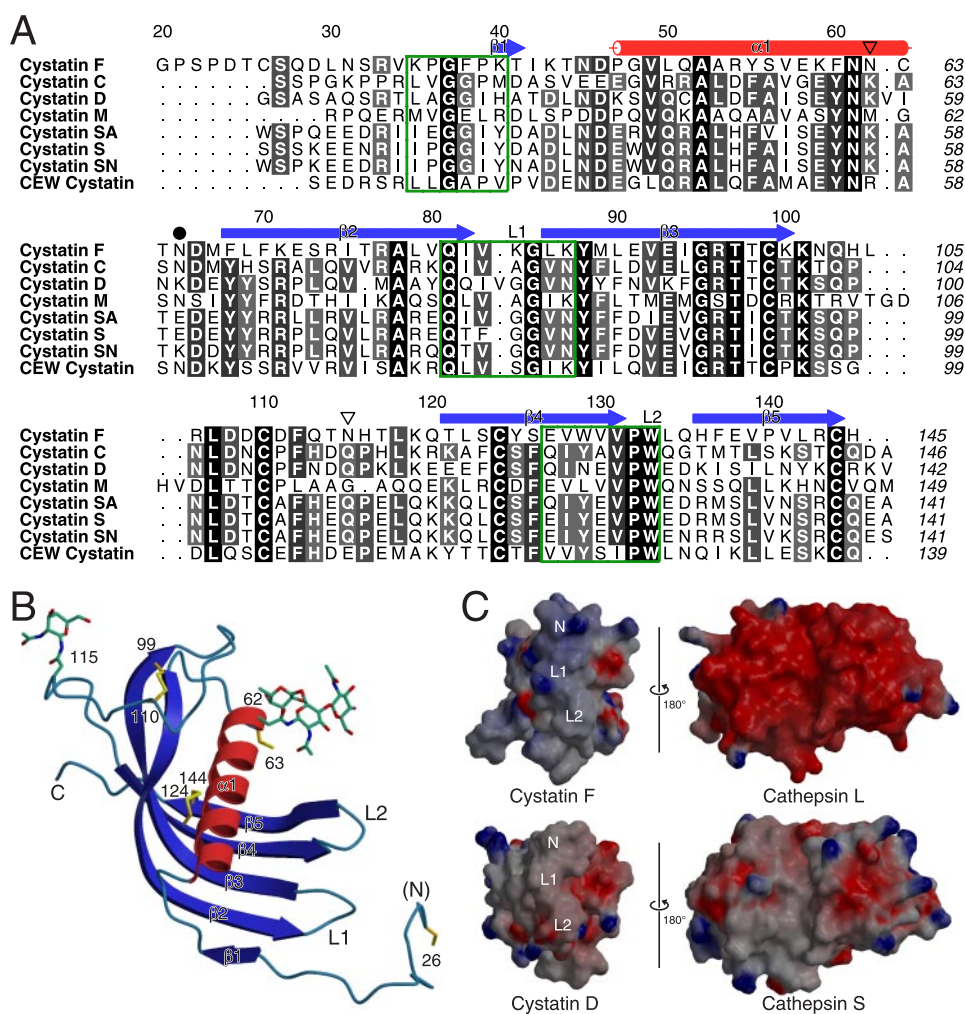 A
20 30 40 50 60
β1 α1
Cystatin F GPSPDTCSQDLNSRVKPGFPKTIKTNDPGVLQAARYSVEKFNN.C 63
Cystatin C .......SSPGKPPRLVGGPMDASVEEEGVRRALDFAVGEYNK.A 63
Cystatin D ......GSASAQSRTLAGGIHATDLNDKSVQCALDFAISEYNKVI 59
Cystatin M ..........RPQERMVGELRDLSPDDPQVQKAAQAAVASYNM.G 62
Cystatin SA ......WSPQEEDRIIEGGIYDADLNDERVQRALHFVISEYNK.A 58
Cystatin S .......SSKEENRIIPGGIYDADLNDEWVQRALHFAISEYNK.A 58
Cystatin SN ......WSPKEEDRIIPGGIYNADLNDEWVQRALHFAISEYNK.A 58
CEW Cystatin .........SEDRSRLLGAPVPVDENDEGLQRALQFAMAEYNR.A 58
70 80 90 100
β2 L1 β3
Cystatin F TNDMFLFKESRITRALVQIV.KGLKYMLEVEIGRTTCKKNQHL.. 105
Cystatin C SNDMYHSRALQVVRARKQIV.AGVNYFLDVELGRTTCTKTQP... 104
Cystatin D NKDEYYSRPLQV.MAAYQQIVGGVNYYFNVKFGRTTCTKSQP... 100
Cystatin M SNSIYYFRDTHIIKAQSQLV.AGIKYFLTMEMGSTDCRKTRVTGD 106
Cystatin SA TEDEYYRRLLRVLRAREQIV.GGVNYFFDIEVGRTICTKSQP... 99
Cystatin S TEDEYYRRPLQVLRAREQTF.GGVNYFFDVEVGRTICTKSQP... 99
Cystatin SN TKDDYYRRPLRVLRARQQTV.GGVNYFFDVEVGRTICTKSQP... 99
CEW Cystatin SNDKYSSRVVRVISAKRQLV.SGIKYILQVEIGRTTCPKSSG... 99
110 120 130 140
β4 L2 β5
Cystatin F ..RLDDCDFQTNHTLKQTLSCYSEVWVVPWLQHFEVPVLRCH.. 145
Cystatin C ..NLDNCPFHDQPHLKRKAFCSFQIYAVPWQGTMTLSKSTCQDA 146
Cystatin D ..NLDTCPFNDQPKLKEEEFCSFQINEVPWEDKISILNYKCRKV 142
Cystatin M HVDLTTCPLAAG.AQQEKLRCDFEVLVVPWQNSSQLLKHNCVQM 149
Cystatin SA ..NLDTCAFHEQPELQKKQLCSFQIYEVPWEDRMSLVNSRCQEA 141
Cystatin S ..NLDTCAFHEQPELQKKQLCSFEIYEVPWEDRMSLVNSRCQEA 141
Cystatin SN ..NLDTCAFHEQPELQKKQLCSFEIYEVPWENRRSLVNSRCQES 141
CEW Cystatin ..DLQSCEFHDEPEMAKYTTCTFVVYSIPWLNQIKLLESKCQ.. 139
B
115
99
110
62
63
α1
144
124
C
β5
β4
β3
β2
β1
L2
L1
(N)
26
C
N
L1
L2
180°
Cystatin F
Cathepsin L
N
L1
L2
180°
Cystatin D
Cathepsin S